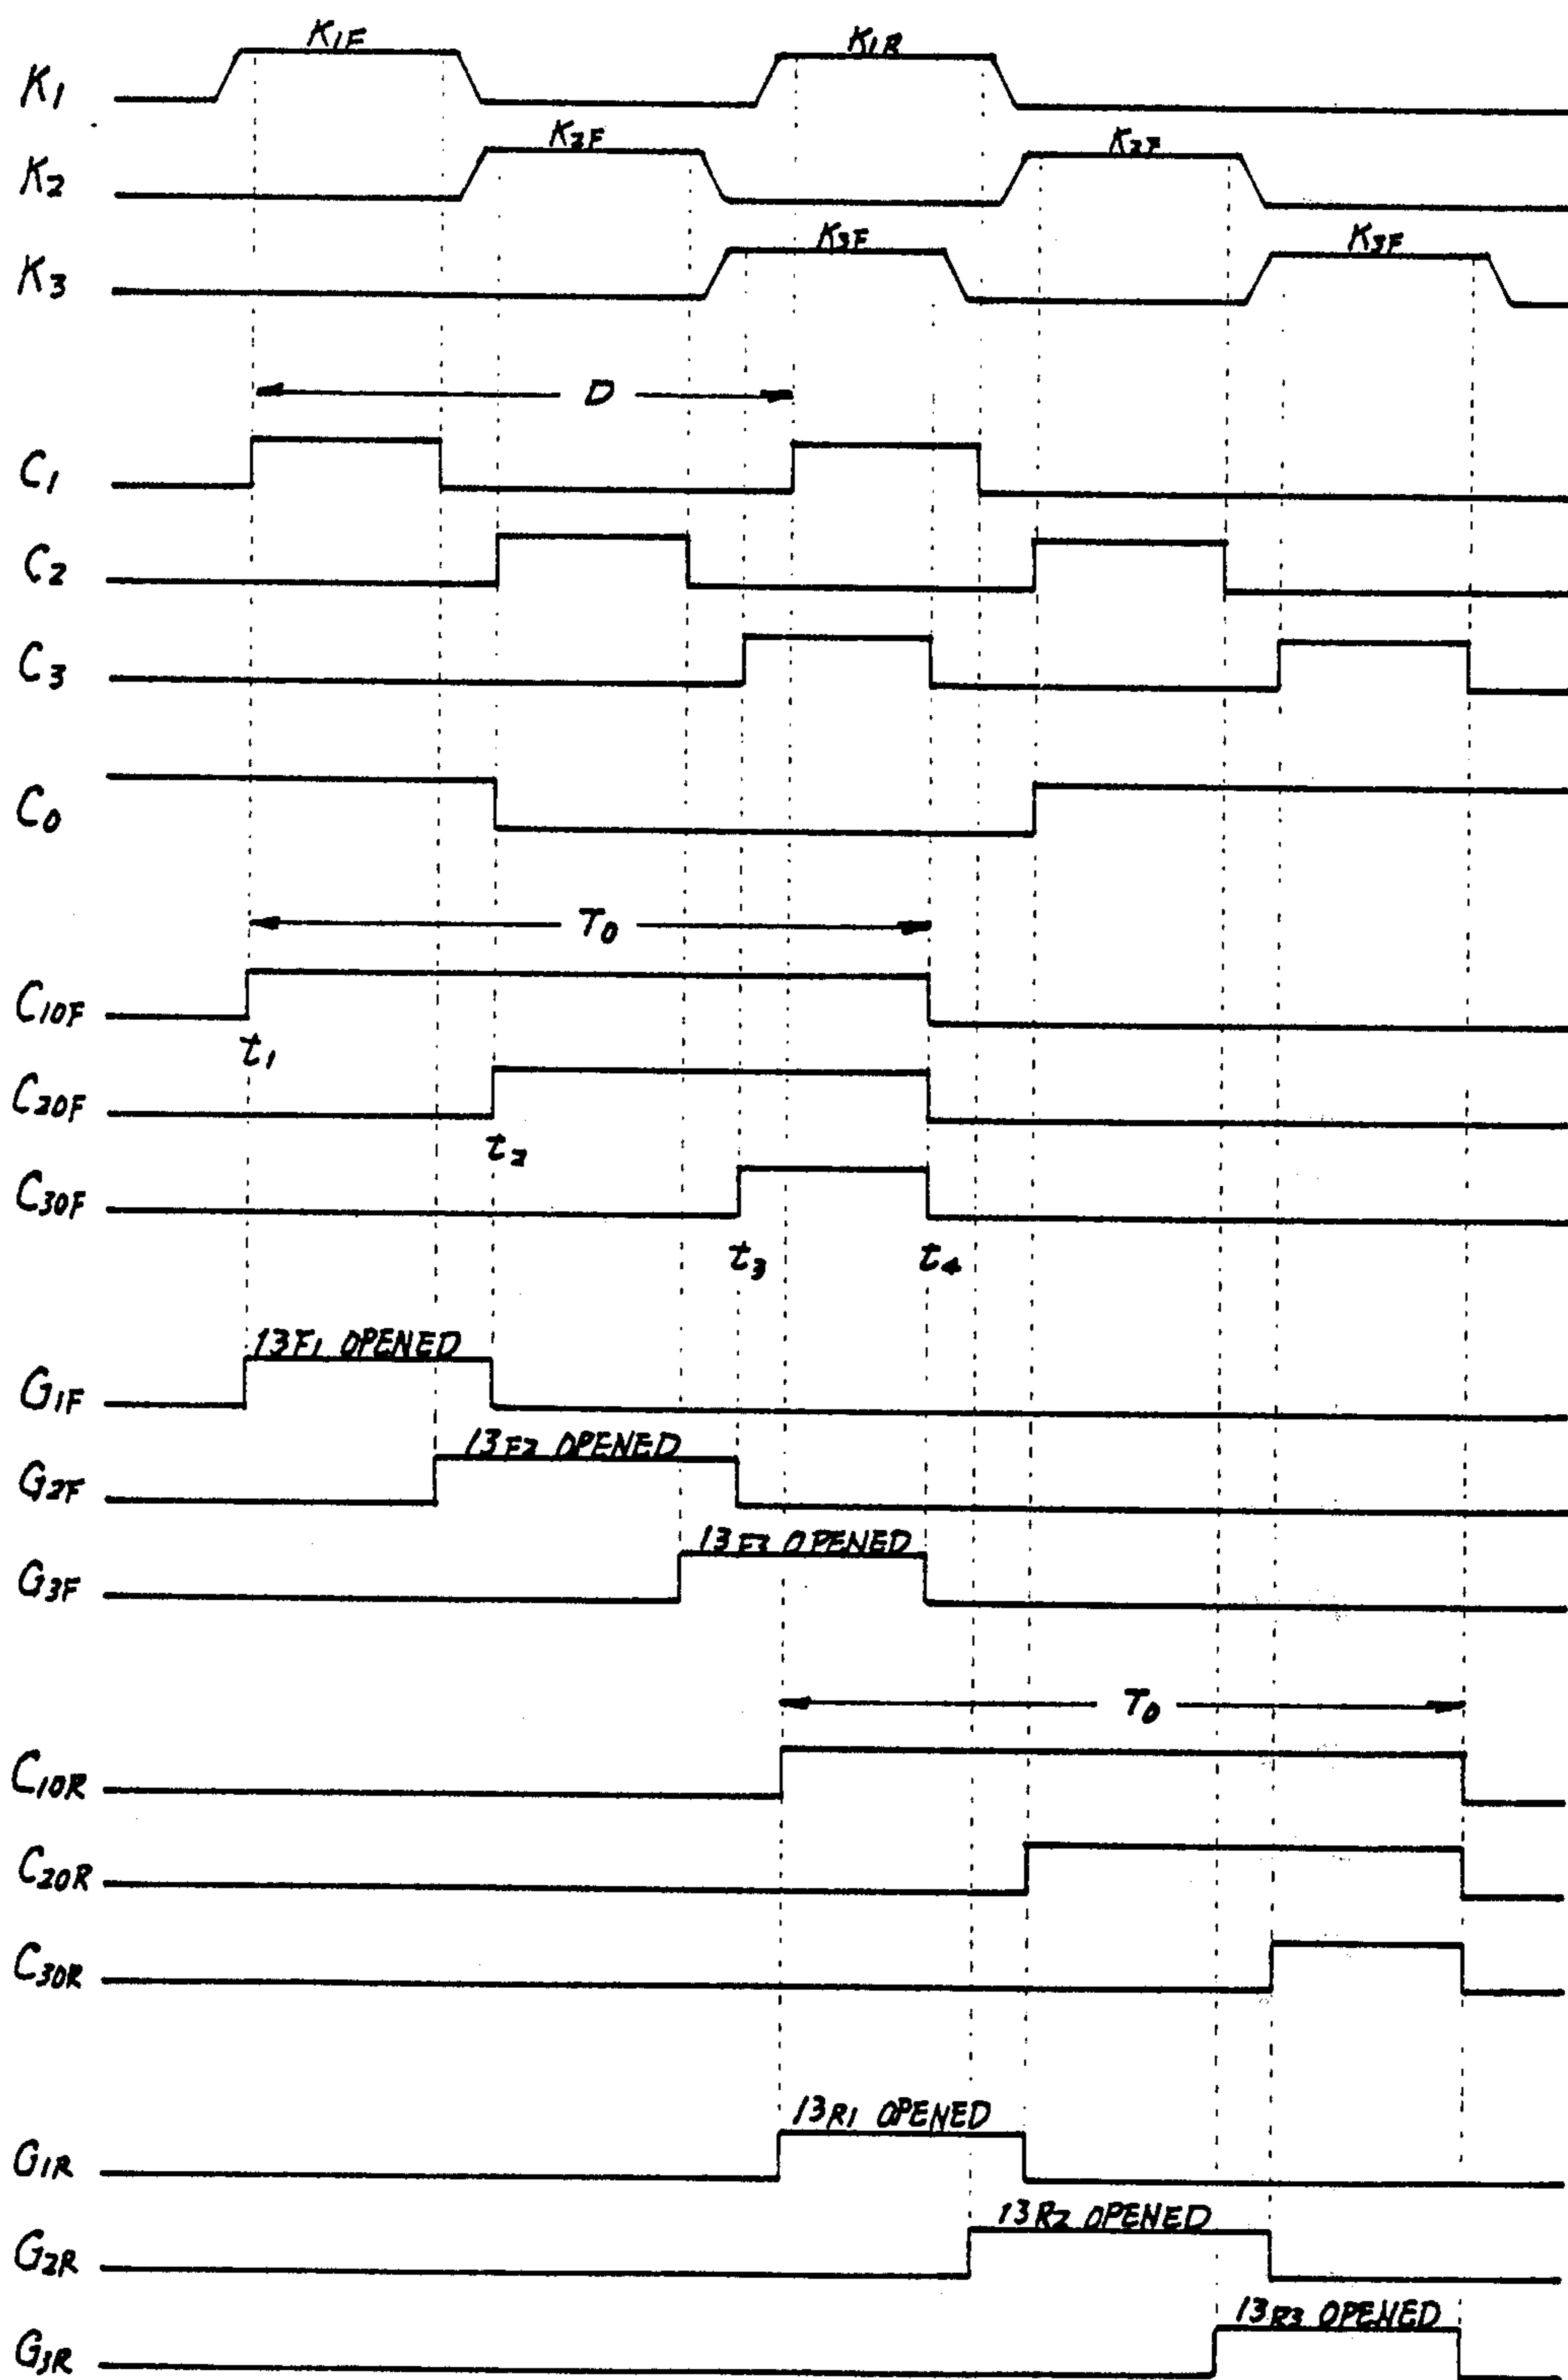 K1F K1R
K1
K2F K2F
K2
K3F K3F
K3
D
C1
C2
C3
C0
T0
C10F
t1
C20F
t2
C30F
t3 t4
13F1 OPENED
G1F
13F2 OPENED
G2F
13F3 OPENED
G3F
T0
C10R
C20R
C30R
13R1 OPENED
G1R
13R2 OPENED
G2R
13R3 OPENED
G3R